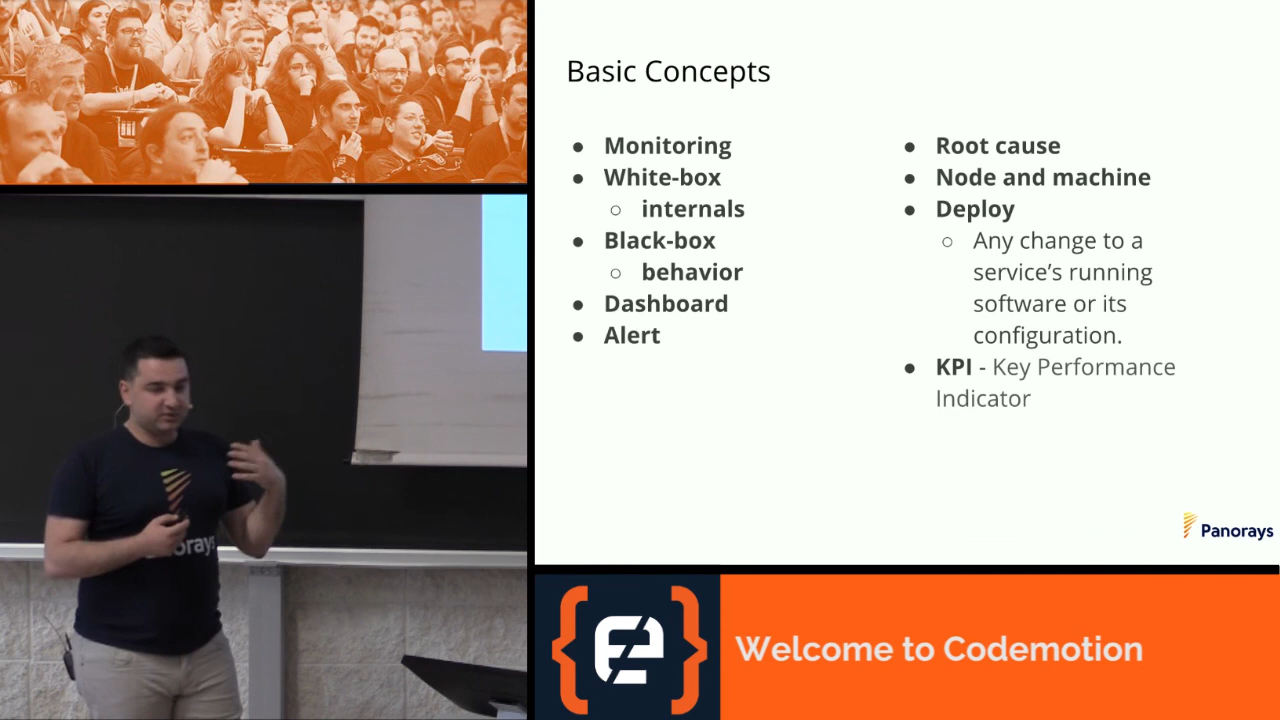 Basic Concepts
● Monitoring
● White-box
○ internals
● Black-box
○ behavior
● Dashboard
● Alert
● Root cause
● Node and machine
● Deploy
○ Any change to a
service’s running
software or its
configuration.
● KPI - Key Performance
Indicator
Panorays
Welcome to Codemotion